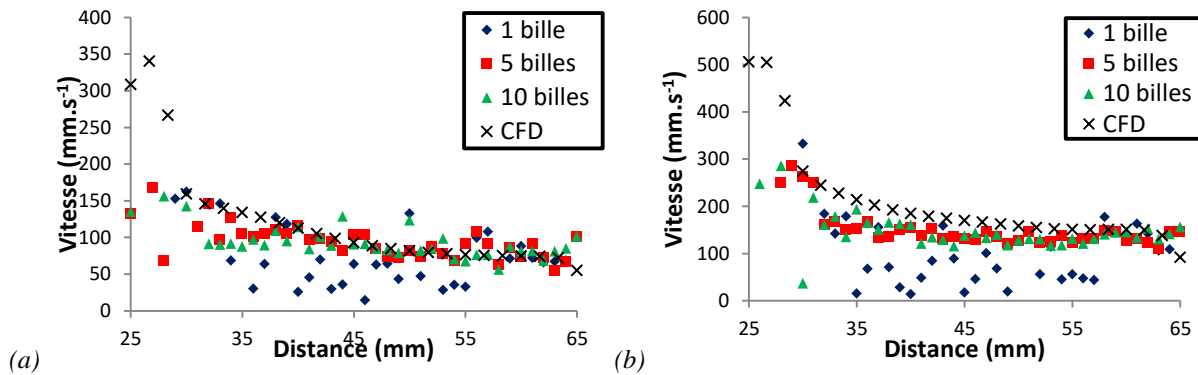 400
350
300
250
200
150
100
50
0
Vitesse (mm.s⁻¹)
25
35
45
55
65
Distance (mm)
1 bille
5 billes
10 billes
CFD
(a)
600
500
400
300
200
100
0
Vitesse (mm.s⁻¹)
25
35
45
55
65
Distance (mm)
1 bille
5 billes
10 billes
CFD
(b)